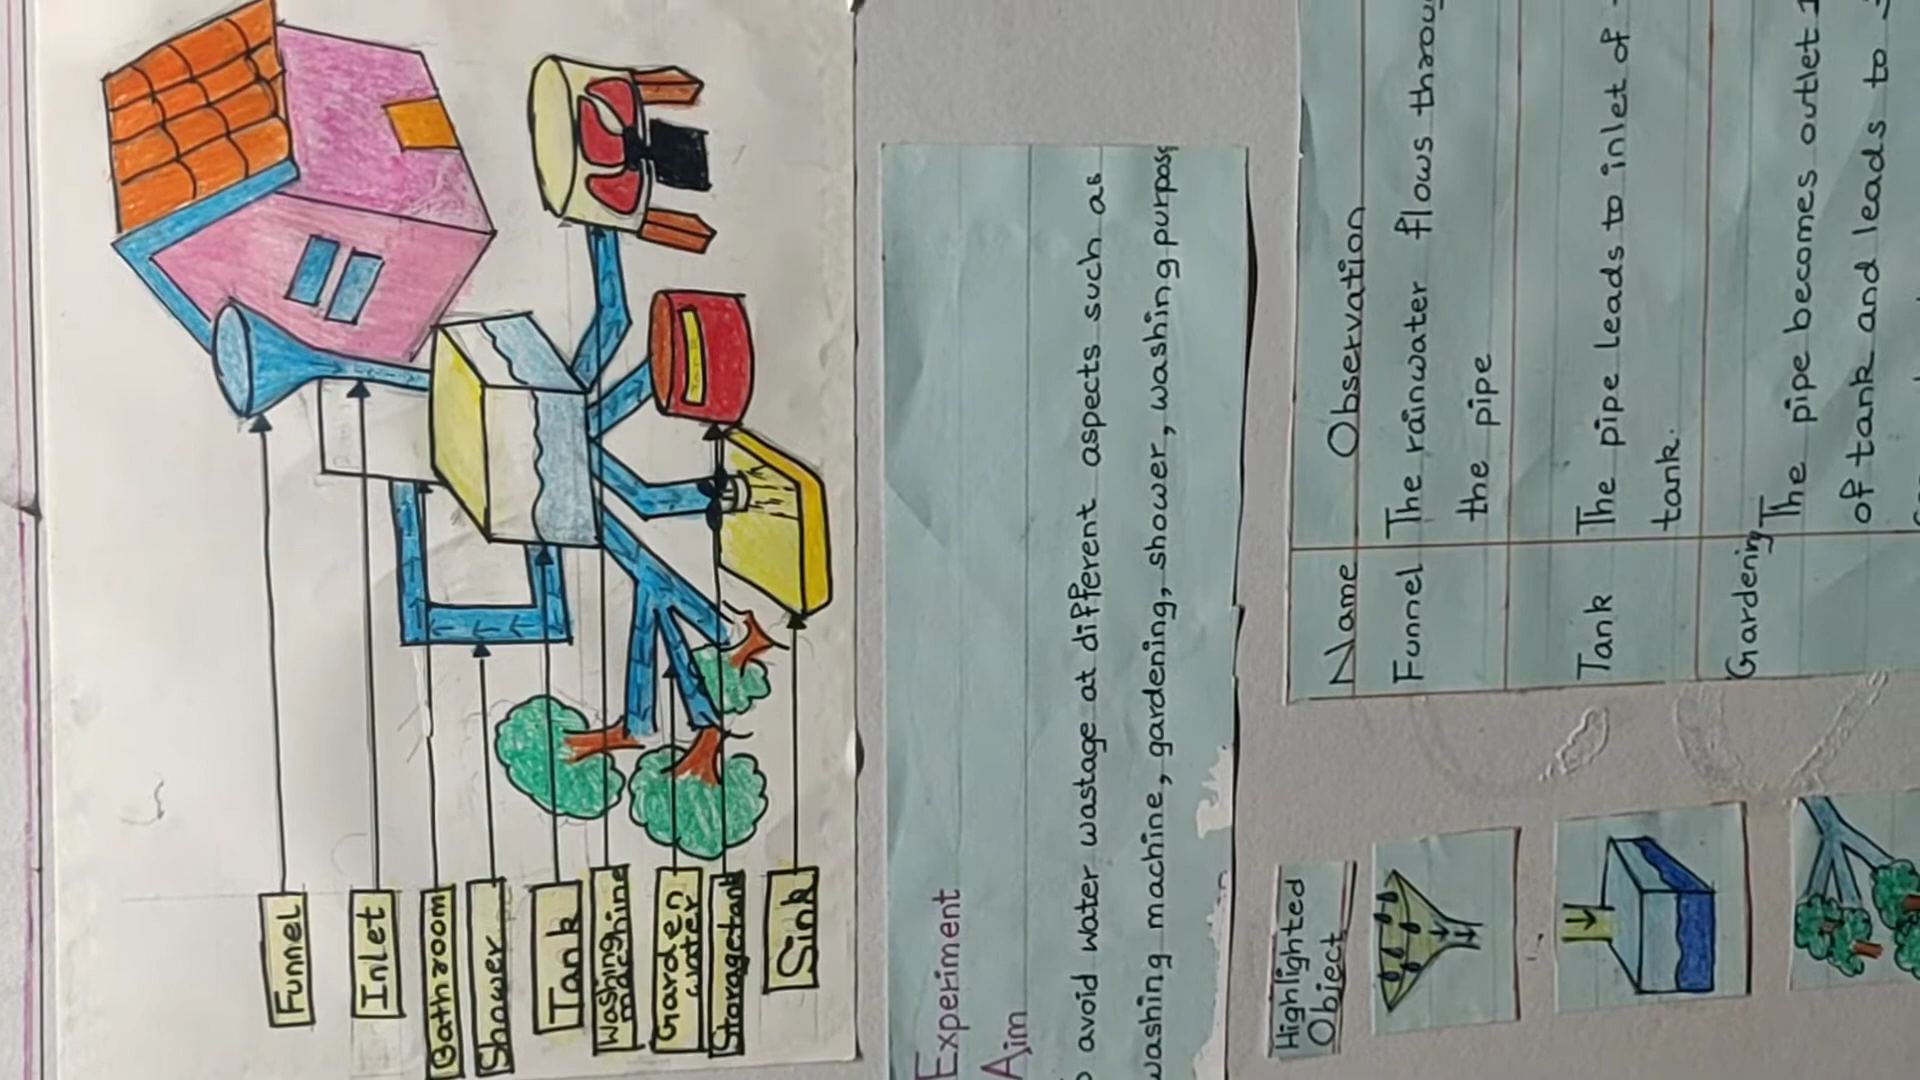 Funnel
Inlet
Bathroom
Shower
Tank
Washing
machine
Garden
water
Storagetank
Sink
Experiment
Aim
avoid water wastage at different aspects such as
washing machine, gardening, shower, washing purpose
Highlighted
Object
Name Observation
Funnel The rainwater flows throu
the pipe
Tank The pipe leads to inlet of
tank.
Gardening The pipe becomes outlet 1
of tank and leads to